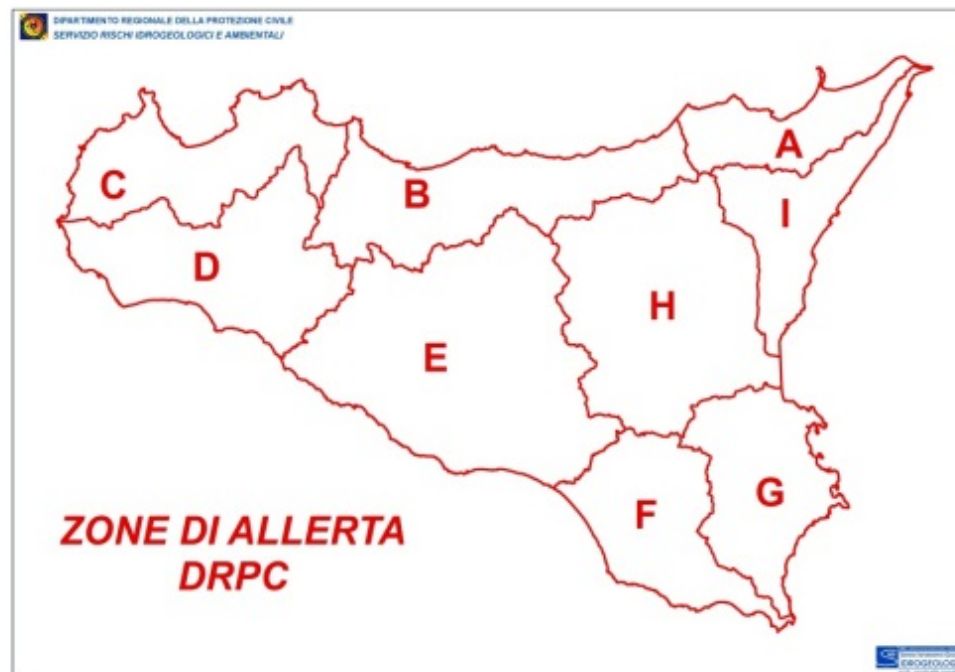 DIPARTIMENTO REGIONALE DELLA PROTEZIONE CIVILE
SERVIZIO RISCHI IDROGEOLOGICI E AMBIENTALI
A
C
B
I
D
H
E
G
F
ZONE DI ALLERTA
DRPC